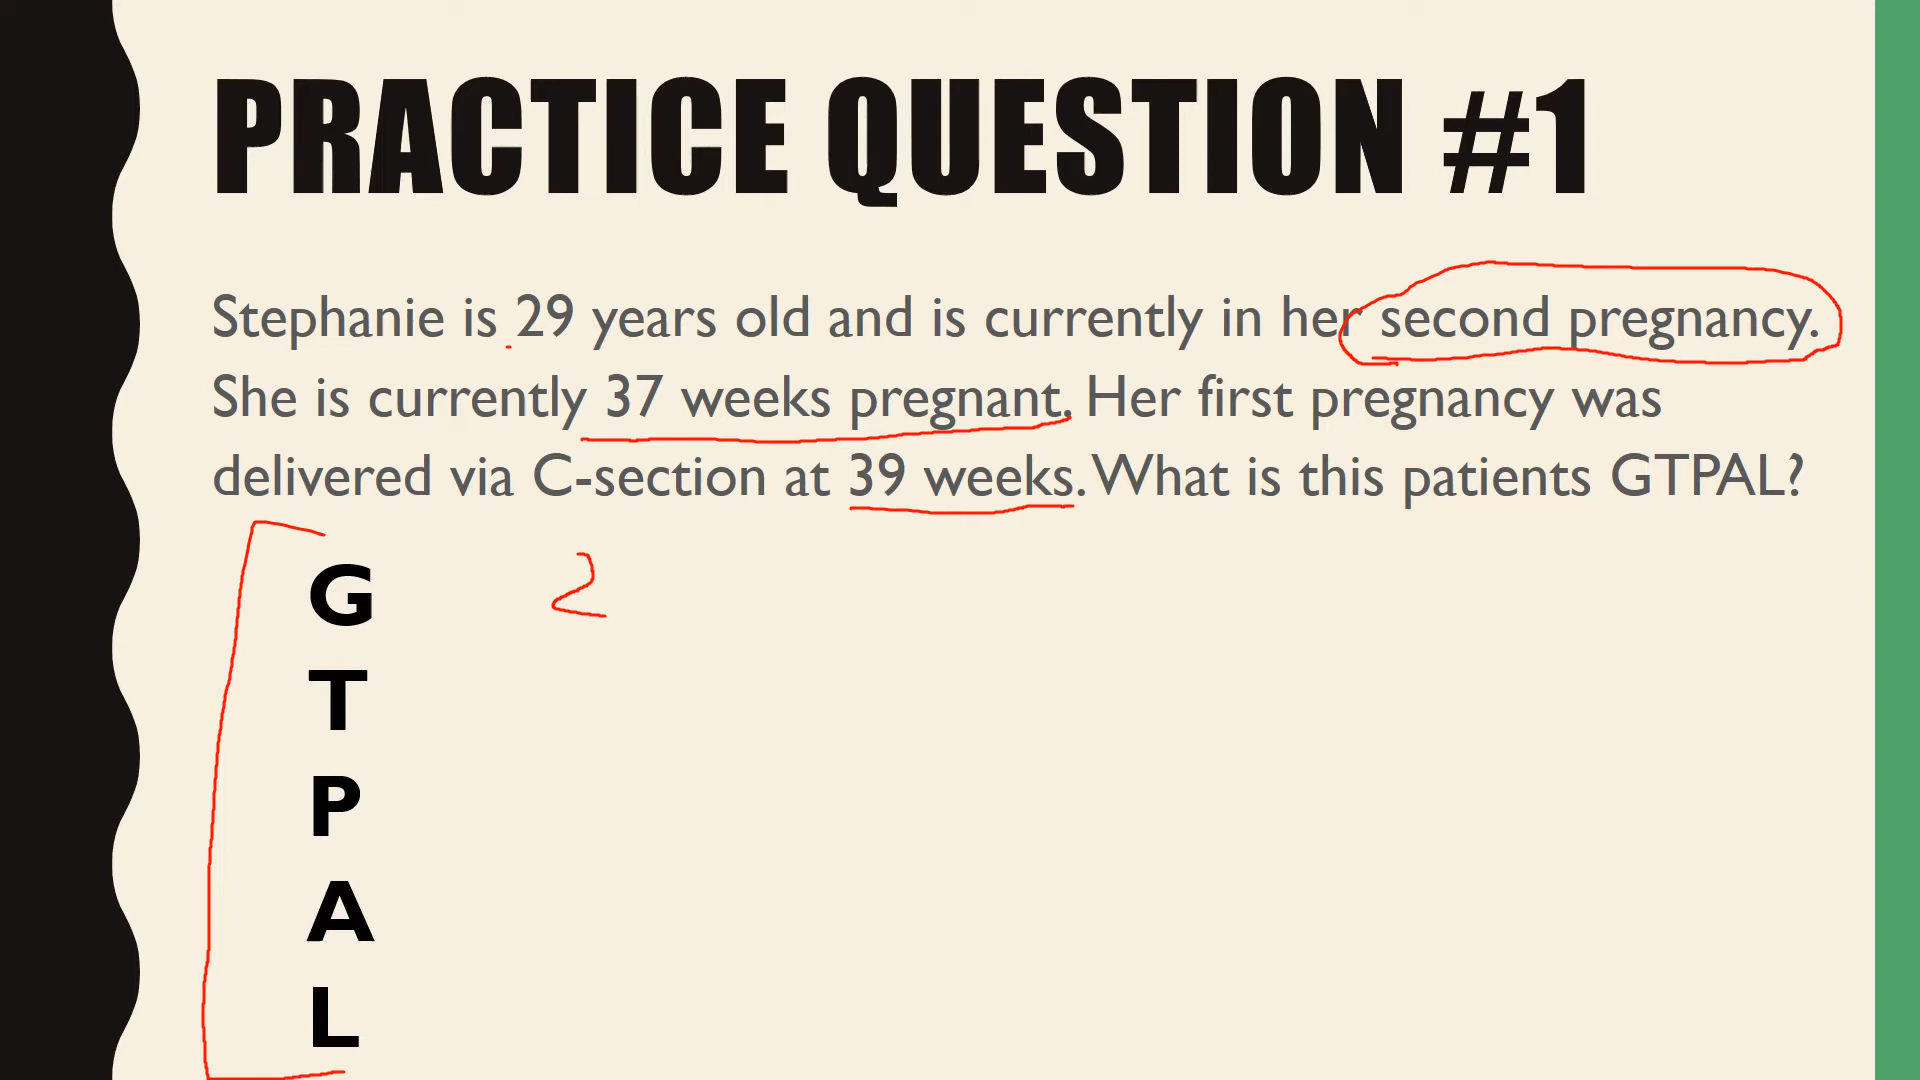 PRACTICE QUESTION #1
Stephanie is 29 years old and is currently in her second pregnancy.
She is currently 37 weeks pregnant. Her first pregnancy was
delivered via C-section at 39 weeks. What is this patients GTPAL?
G 2
T
P
A
L